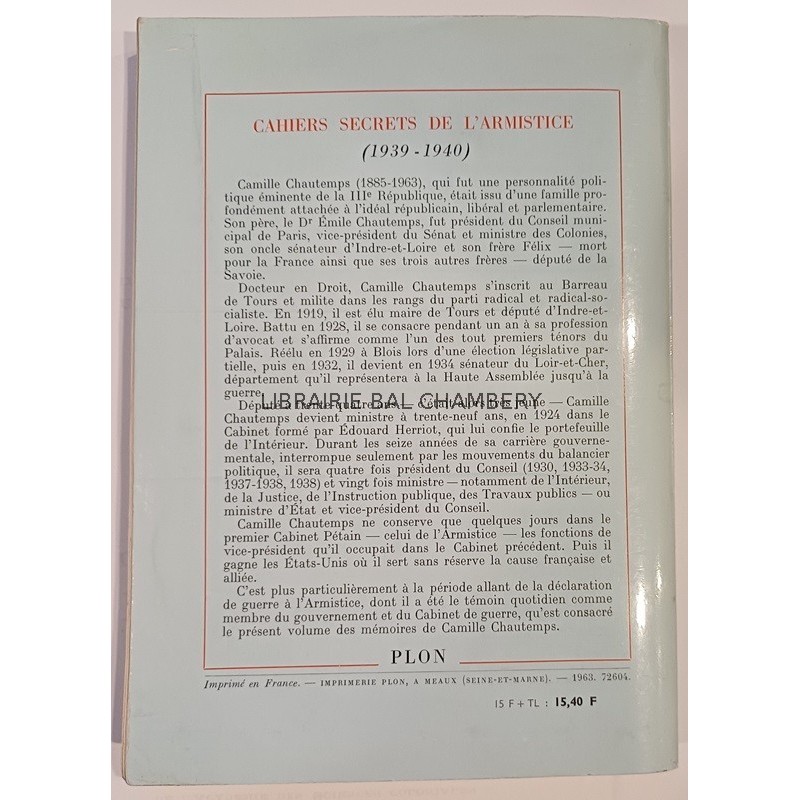 CAHIERS SECRETS DE L'ARMISTICE
(1939 - 1940)
Camille Chautemps (1885-1963), qui fut une personnalité poli-
tique éminente de la IIIe République, était issu d'une famille pro-
fondément attachée à l'idéal républicain, libéral et parlementaire.
Son père, le Dr Émile Chautemps, fut président du Conseil muni-
cipal de Paris, vice-président du Sénat et ministre des Colonies,
son oncle sénateur d'Indre-et-Loire et son frère Félix — mort
pour la France ainsi que ses trois autres frères — député de la
Savoie.
Docteur en Droit, Camille Chautemps s'inscrit au Barreau
de Tours et milite dans les rangs du parti radical et radical-so-
cialiste. En 1919, il est élu maire de Tours et député d'Indre-et-
Loire. Battu en 1928, il se consacre pendant un an à sa profession
d'avocat et s'affirme comme l'un des tout premiers ténors du
Palais. Réélu en 1929 à Blois lors d'une élection législative par-
tielle, puis en 1932, il devient en 1934 sénateur du Loir-et-Cher,
département qu'il représentera à la Haute Assemblée jusqu'à la
guerre.
LIBRAIRIE BAL CHAMBERY
Député à trente-quatre ans — — Camille
Chautemps devient ministre à trente-neuf ans, en 1924 dans le
Cabinet formé par Édouard Herriot, qui lui confie le portefeuille
de l'Intérieur. Durant les seize années de sa carrière gouverne-
mentale, interrompue seulement par les mouvements du balancier
politique, il sera quatre fois président du Conseil (1930, 1933-34,
1937-1938, 1938) et vingt fois ministre — notamment de l'Intérieur,
de la Justice, de l'Instruction publique, des Travaux publics — ou
ministre d'État et vice-président du Conseil.
Camille Chautemps ne conserve que quelques jours dans le
premier Cabinet Pétain — celui de l'Armistice — les fonctions de
vice-président qu'il occupait dans le Cabinet précédent. Puis il
gagne les États-Unis où il sert sans réserve la cause française et
alliée.
C'est plus particulièrement à la période allant de la déclaration
de guerre à l'Armistice, dont il a été le témoin quotidien comme
membre du gouvernement et du Cabinet de guerre, qu'est consacré
le présent volume des mémoires de Camille Chautemps.
PLON
Imprimé en France. — IMPRIMERIE PLON, A MEAUX (SEINE-ET-MARNE). — 1963. 72604.
15 F + TL : 15,40 F